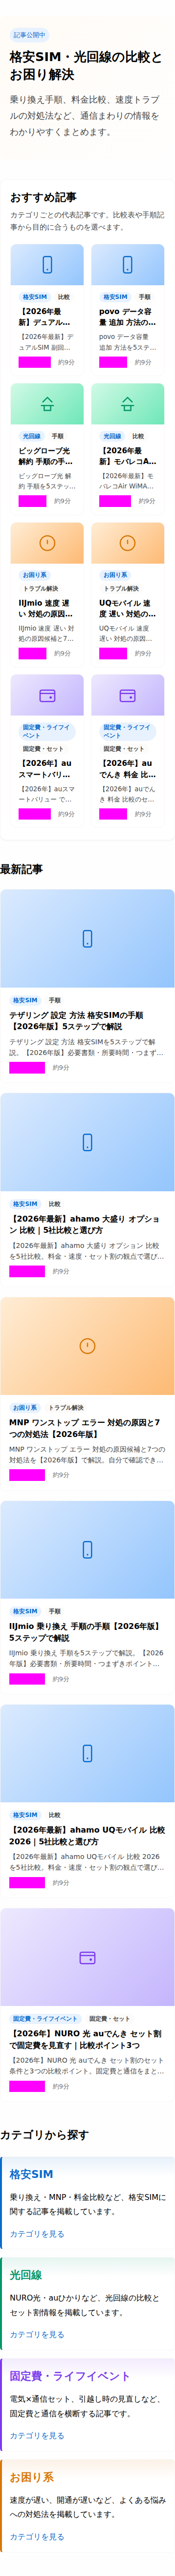 記事公開中
格安SIM・光回線の比較と
お困り解決
乗り換え手順、料金比較、速度トラブ
ルの対処法など、通信まわりの情報を
わかりやすくまとめます。
おすすめ記事
カテゴリごとの代表記事です。比較表や手順記
事から目的に合うものを選べます。
格安SIM 比較
【2026年最
新】デュアル…
【2026年最新】デ
ュアルSIM 副回…
約9分
格安SIM 手順
povo データ容
量 追加 方法の…
povo データ容量
追加 方法を5ステ…
約9分
光回線 手順
ビッグローブ光
解約 手順の手…
ビッグローブ光 解
約 手順を5ステッ…
約9分
光回線 比較
【2026年最
新】モバレコA…
【2026年最新】モ
バレコAir WiMA…
約9分
お困り系
トラブル解決
IIJmio 速度 遅
い 対処の原因…
IIJmio 速度 遅い 対
処の原因候補と7…
約9分
お困り系
トラブル解決
UQモバイル 速
度 遅い 対処の…
UQモバイル 速度
遅い 対処の原因…
約9分
固定費・ライフイ
ベント
固定費・セット
【2026年】au
スマートバリ…
【2026年】auスマ
ートバリュー で…
約9分
固定費・ライフイ
ベント
固定費・セット
【2026年】au
でんき 料金 比…
【2026年】auでん
き 料金 比較のセ…
約9分
最新記事
格安SIM 手順
テザリング 設定 方法 格安SIMの手順
【2026年版】5ステップで解説
テザリング 設定 方法 格安SIMを5ステップで解
説。【2026年版】必要書類・所要時間・つまず…
約9分
格安SIM 比較
【2026年最新】ahamo 大盛り オプショ
ン 比較 | 5社比較と選び方
【2026年最新】ahamo 大盛り オプション 比較
を5社比較。料金・速度・セット割の観点で選び…
約9分
お困り系 トラブル解決
MNP ワンストップ エラー 対処の原因と7
つの対処法【2026年版】
MNP ワンストップ エラー 対処の原因候補と7つの
対処法を【2026年版】で解説。自分で確認でき…
約9分
格安SIM 手順
IIJmio 乗り換え 手順の手順【2026年版】
5ステップで解説
IIJmio 乗り換え 手順を5ステップで解説。【2026
年版】必要書類・所要時間・つまずきポイント…
約9分
格安SIM 比較
【2026年最新】ahamo UQモバイル 比較
2026 | 5社比較と選び方
【2026年最新】ahamo UQモバイル 比較 2026
を5社比較。料金・速度・セット割の観点で選び…
約9分
固定費・ライフイベント 固定費・セット
【2026年】NURO 光 auでんき セット割
で固定費を見直す | 比較ポイント3つ
【2026年】NURO 光 auでんき セット割のセット
条件と3つの比較ポイント。固定費と通信をまと…
約9分
カテゴリから探す
格安SIM
乗り換え・MNP・料金比較など、格安SIMに関
する記事を掲載しています。
カテゴリを見る
光回線
NURO光・auひかりなど、光回線の比較と
セット割情報を掲載しています。
カテゴリを見る
固定費・ライフイベント
電気×通信セット、引越し時の見直しなど、
固定費と通信を横断する記事です。
カテゴリを見る
お困り系
速度が遅い、開通が遅いなど、よくある悩み
への対処法を掲載しています。
カテゴリを見る